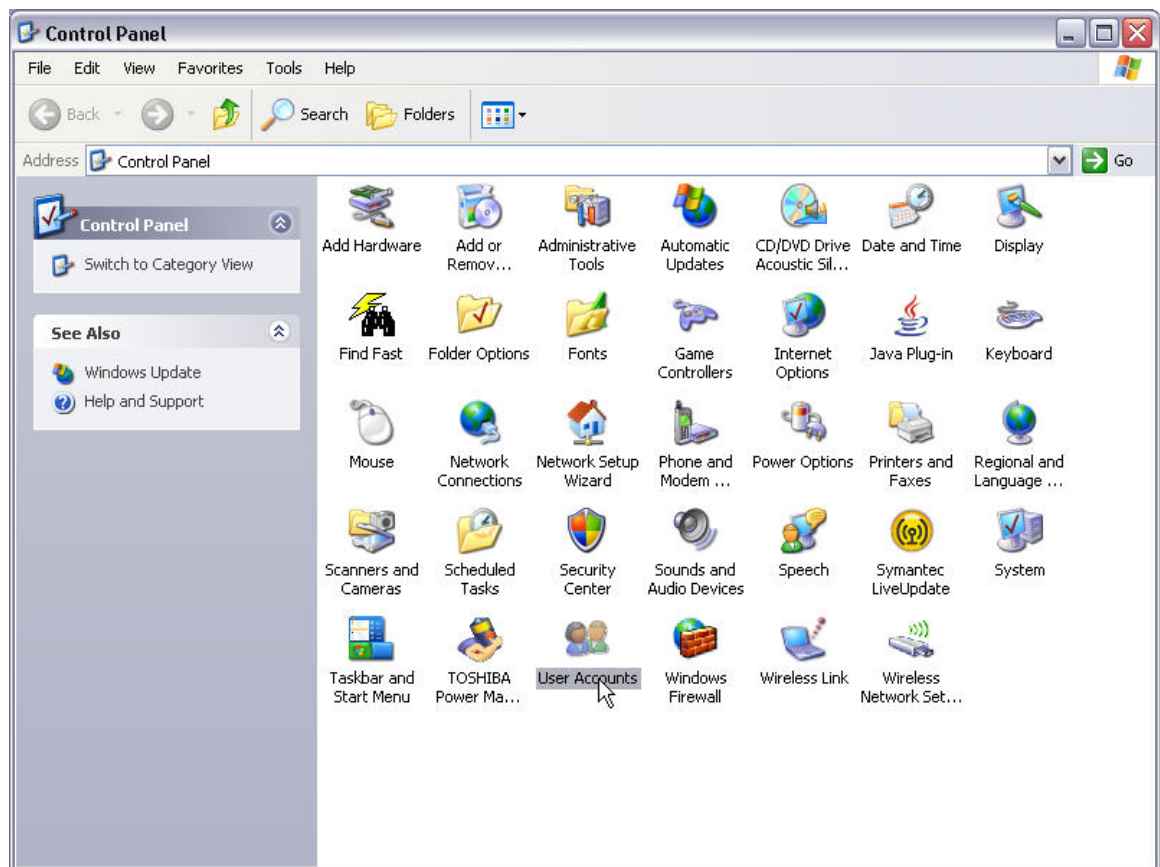 Control Panel
File Edit View Favorites Tools Help
Back Search Folders
Address Control Panel Go
Control Panel
Switch to Category View
See Also
Windows Update
Help and Support
Add Hardware
Add or
Remov...
Administrative
Tools
Automatic
Updates
CD/DVD Drive
Acoustic Sil...
Date and Time
Display
Find Fast
Folder Options
Fonts
Game
Controllers
Internet
Options
Java Plug-in
Keyboard
Mouse
Network
Connections
Network Setup
Wizard
Phone and
Modem ...
Power Options
Printers and
Faxes
Regional and
Language ...
Scanners and
Cameras
Scheduled
Tasks
Security
Center
Sounds and
Audio Devices
Speech
Symantec
LiveUpdate
System
Taskbar and
Start Menu
TOSHIBA
Power Ma...
User Accounts
Windows
Firewall
Wireless Link
Wireless
Network Set...